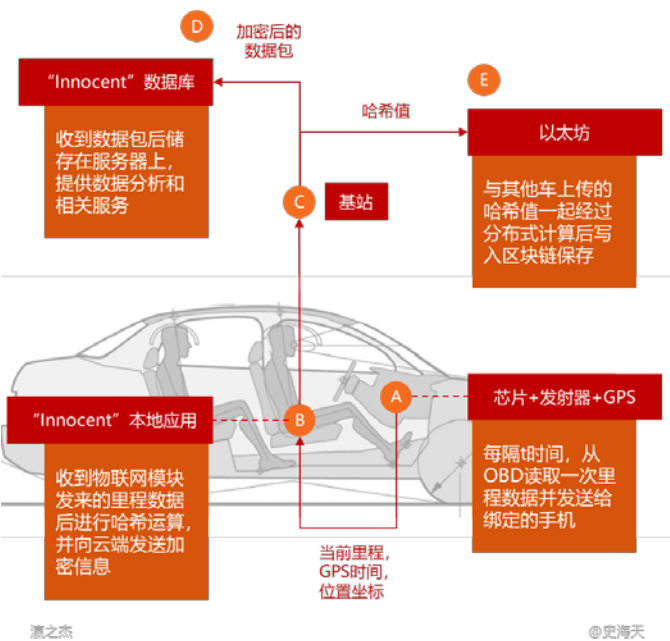 D
加密后的
数据包
“Innocent”数据库
收到数据包后储
存在服务器上，
提供数据分析和
相关服务
E
哈希值
以太坊
与其他车上传的
哈希值一起经过
分布式计算后写
入区块链保存
C
基站
A
芯片+发射器+GPS
每隔t时间，从
OBD读取一次里
程数据并发送给
绑定的手机
“Innocent”本地应用
B
收到物联网模块
发来的里程数据
后进行哈希运算，
并向云端发送加
密信息
当前里程，
GPS时间，
位置坐标
瀛之杰
@史海天